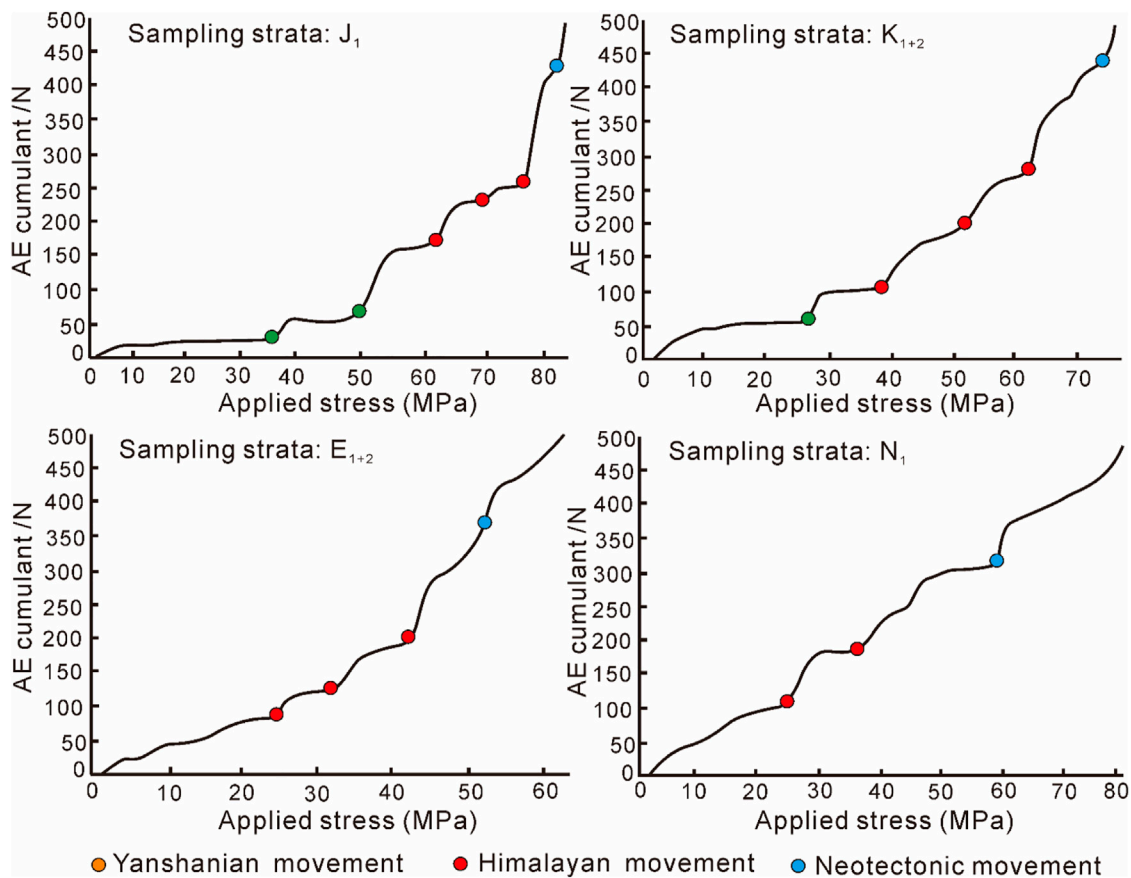 Sampling strata: J1
500
450
400
350
300
250
200
150
100
50
0
AE cumulant /N
0 10 20 30 40 50 60 70 80
Applied stress (MPa)
Sampling strata: K1+2
500
450
400
350
300
250
200
150
100
50
0
AE cumulant /N
0 10 20 30 40 50 60 70
Applied stress (MPa)
Sampling strata: E1+2
500
450
400
350
300
250
200
150
100
50
0
AE cumulant /N
0 10 20 30 40 50 60
Applied stress (MPa)
Sampling strata: N1
500
450
400
350
300
250
200
150
100
50
0
AE cumulant /N
0 10 20 30 40 50 60 80
Applied stress (MPa)
Yanshanian movement Himalayan movement Neotectonic movement